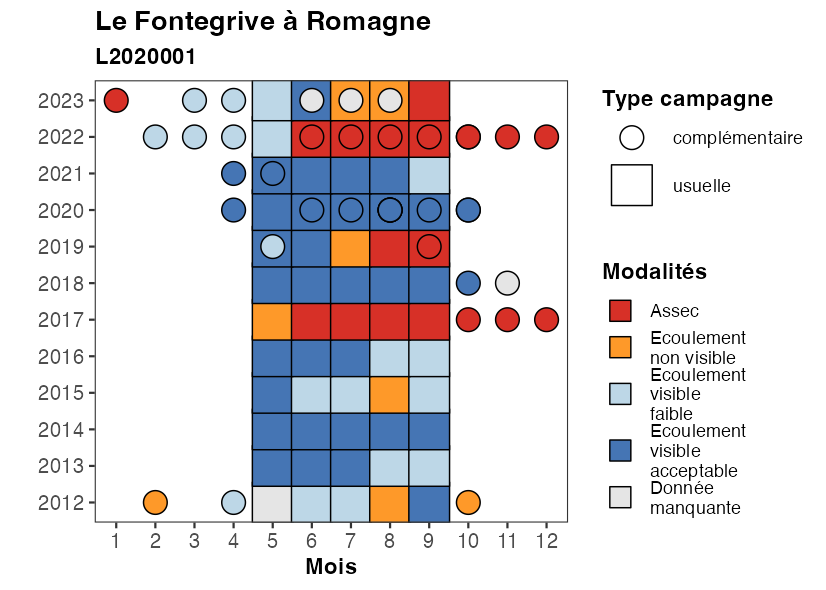 Le Fontegrive à Romagne
L2020001
2023
2022
2021
2020
2019
2018
2017
2016
2015
2014
2013
2012
1 2 3 4 5 6 7 8 9 10 11 12
Mois
Type campagne
complémentaire
usuelle
Modalités
Assec
Ecoulement
non visible
Ecoulement
visible
faible
Ecoulement
visible
acceptable
Donnée
manquante